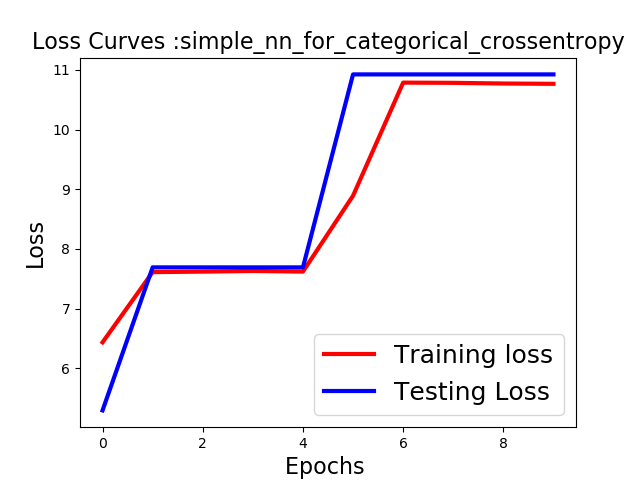 Loss Curves :simple_nn_for_categorical_crossentropy
11
10
9
8
7
6
Loss
Training loss
Testing Loss
0 2 4 6 8
Epochs